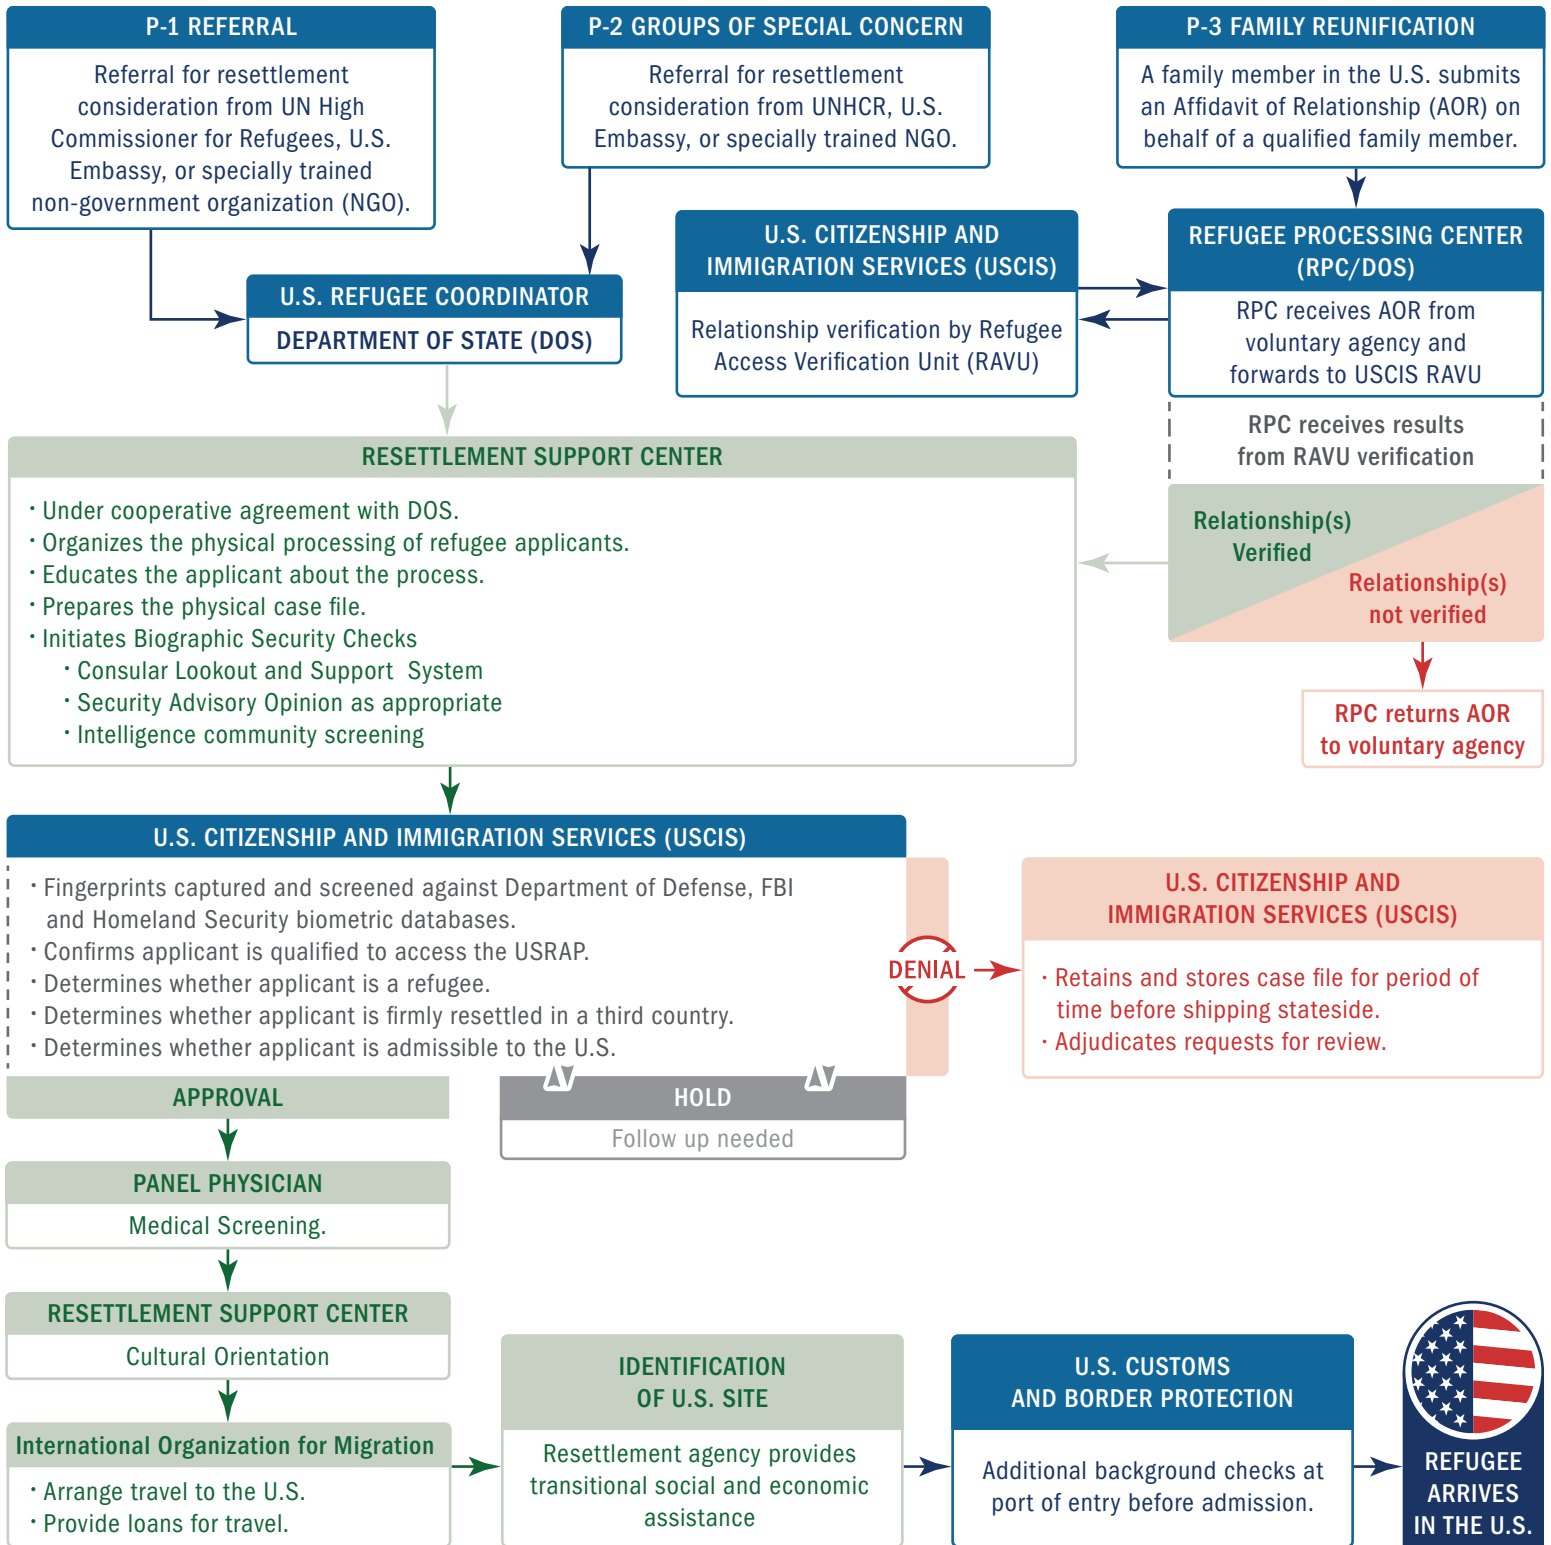 P-1 REFERRAL
Referral for resettlement
consideration from UN High
Commissioner for Refugees, U.S.
Embassy, or specially trained
non-government organization (NGO).
P-2 GROUPS OF SPECIAL CONCERN
Referral for resettlement
consideration from UNHCR, U.S.
Embassy, or specially trained NGO.
P-3 FAMILY REUNIFICATION
A family member in the U.S. submits
an Affidavit of Relationship (AOR) on
behalf of a qualified family member.
U.S. REFUGEE COORDINATOR
DEPARTMENT OF STATE (DOS)
U.S. CITIZENSHIP AND
IMMIGRATION SERVICES (USCIS)
Relationship verification by Refugee
Access Verification Unit (RAVU)
REFUGEE PROCESSING CENTER
(RPC/DOS)
RPC receives AOR from
voluntary agency and
forwards to USCIS RAVU
RPC receives results
from RAVU verification
Relationship(s)
Verified
Relationship(s)
not verified
RPC returns AOR
to voluntary agency
RESETTLEMENT SUPPORT CENTER
· Under cooperative agreement with DOS.
· Organizes the physical processing of refugee applicants.
· Educates the applicant about the process.
· Prepares the physical case file.
· Initiates Biographic Security Checks
· Consular Lookout and Support System
· Security Advisory Opinion as appropriate
· Intelligence community screening
U.S. CITIZENSHIP AND IMMIGRATION SERVICES (USCIS)
· Fingerprints captured and screened against Department of Defense, FBI
and Homeland Security biometric databases.
· Confirms applicant is qualified to access the USRAP.
· Determines whether applicant is a refugee.
· Determines whether applicant is firmly resettled in a third country.
· Determines whether applicant is admissible to the U.S.
DENIAL
U.S. CITIZENSHIP AND
IMMIGRATION SERVICES (USCIS)
· Retains and stores case file for period of
time before shipping stateside.
· Adjudicates requests for review.
APPROVAL
HOLD
Follow up needed
PANEL PHYSICIAN
Medical Screening.
RESETTLEMENT SUPPORT CENTER
Cultural Orientation
International Organization for Migration
· Arrange travel to the U.S.
· Provide loans for travel.
IDENTIFICATION
OF U.S. SITE
Resettlement agency provides
transitional social and economic
assistance
U.S. CUSTOMS
AND BORDER PROTECTION
Additional background checks at
port of entry before admission.
REFUGEE
ARRIVES
IN THE U.S.